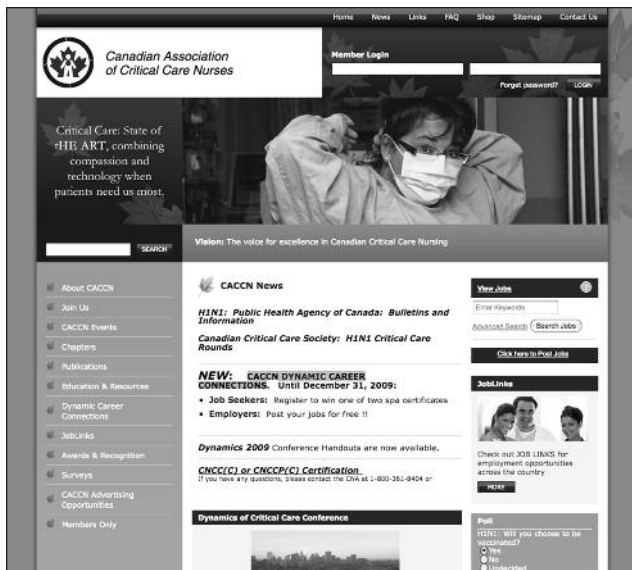 Home News Links FAQ Shop Sitemap Contact Us
Canadian Association
of Critical Care Nurses
Member Login
Forget password? LOGIN
Critical Care: State of
tHE ART, combining
compassion and
technology when
patients need us most.
SEARCH
Vision: The voice for excellence in Canadian Critical Care Nursing
About CACCN
Join Us
CACCN Events
Chapters
Publications
Education & Resources
Dynamic Career
Connections
JobLinks
Awards & Recognition
Surveys
CACCN Advertising
Opportunities
Members Only
CACCN News
H1N1: Public Health Agency of Canada: Bulletins and
Information
Canadian Critical Care Society: H1N1 Critical Care
Rounds
NEW: CACCN DYNAMIC CAREER
CONNECTIONS. Until December 31, 2009:
• Job Seekers: Register to win one of two spa certificates
• Employers: Post your jobs for free !!
Dynamics 2009 Conference Handouts are now available.
CNCC(C) or CNCCP(C) Certification
If you have any questions, please contact the CNA at 1-800-361-8404 or
Dynamics of Critical Care Conference
View Jobs
Enter Keywords
Advanced Search Search Jobs
Click here to Post Jobs
JobLinks
Check out JOB LINKS for
employment opportunities
across the country
MORE
Poll
H1N1: Will you choose to be
vaccinated?
Yes
No
Undecided